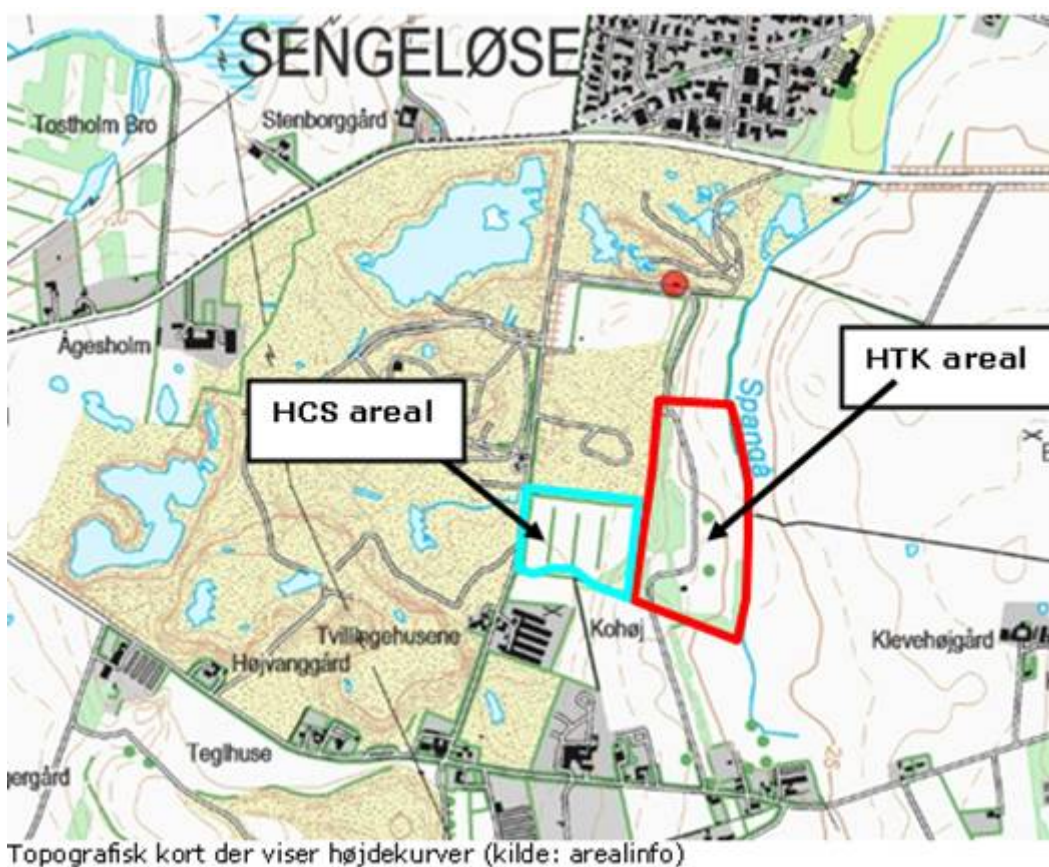 SENGELØSE
Tostholm Bro
Stenborggård
Ågesholm
HTK areal
HCS areal
Spangå
Tvillingehusene
Kohøj
Klevehøjgård
Højvanggård
Teglhuse
25
ergård
Topografisk kort der viser højdekurver (kilde: arealinfo)